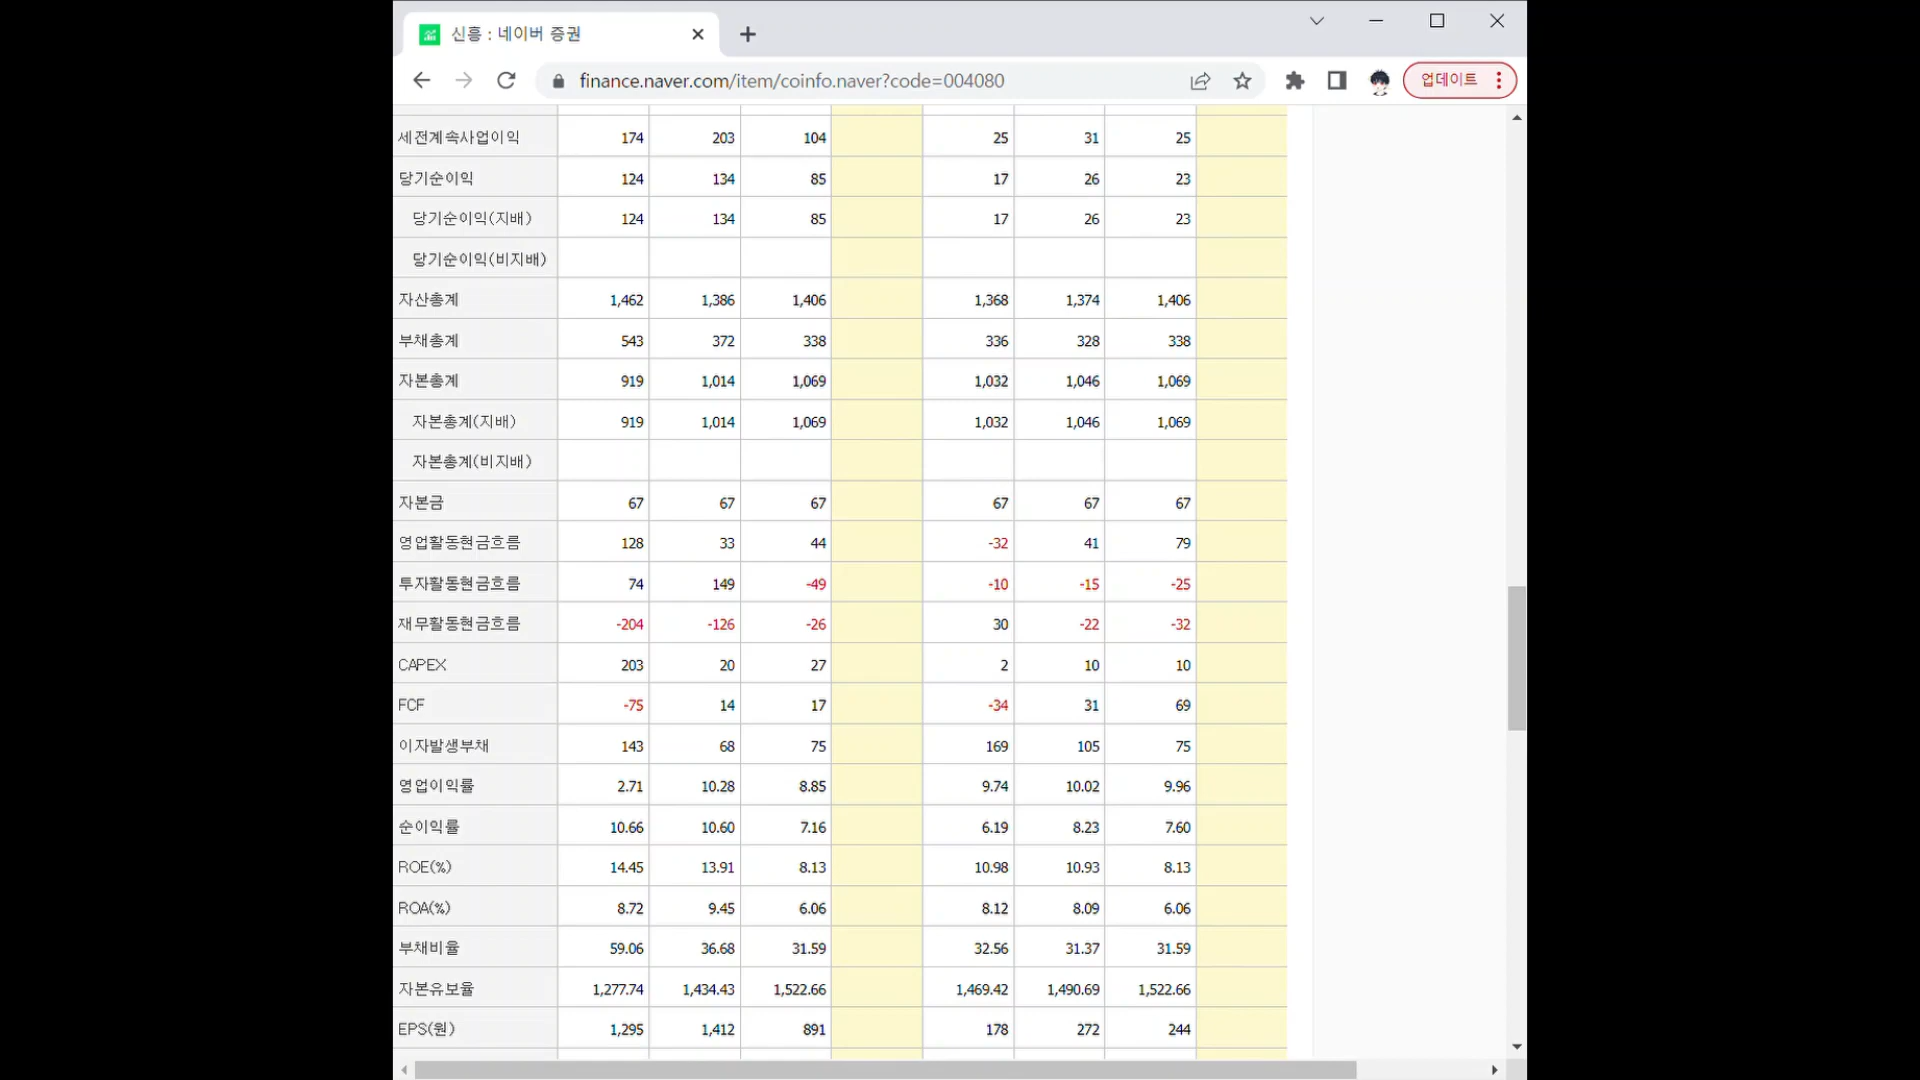 신흥 : 네이버 증권
finance.naver.com/item/coinfo.naver?code=004080
업데이트
세전계속사업이익 174 203 104 25 31 25
당기순이익 124 134 85 17 26 23
당기순이익(지배) 124 134 85 17 26 23
당기순이익(비지배)
자산총계 1,462 1,386 1,406 1,368 1,374 1,406
부채총계 543 372 338 336 328 338
자본총계 919 1,014 1,069 1,032 1,046 1,069
자본총계(지배) 919 1,014 1,069 1,032 1,046 1,069
자본총계(비지배)
자본금 67 67 67 67 67 67
영업활동현금흐름 128 33 44 -32 41 79
투자활동현금흐름 74 149 -49 -10 -15 -25
재무활동현금흐름 -204 -126 -26 30 -22 -32
CAPEX 203 20 27 2 10 10
FCF -75 14 17 -34 31 69
이자발생부채 143 68 75 169 105 75
영업이익률 2.71 10.28 8.85 9.74 10.02 9.96
순이익률 10.66 10.60 7.16 6.19 8.23 7.60
ROE(%) 14.45 13.91 8.13 10.98 10.93 8.13
ROA(%) 8.72 9.45 6.06 8.12 8.09 6.06
부채비율 59.06 36.68 31.59 32.56 31.37 31.59
자본유보율 1,277.74 1,434.43 1,522.66 1,469.42 1,490.69 1,522.66
EPS(원) 1,295 1,412 891 178 272 244